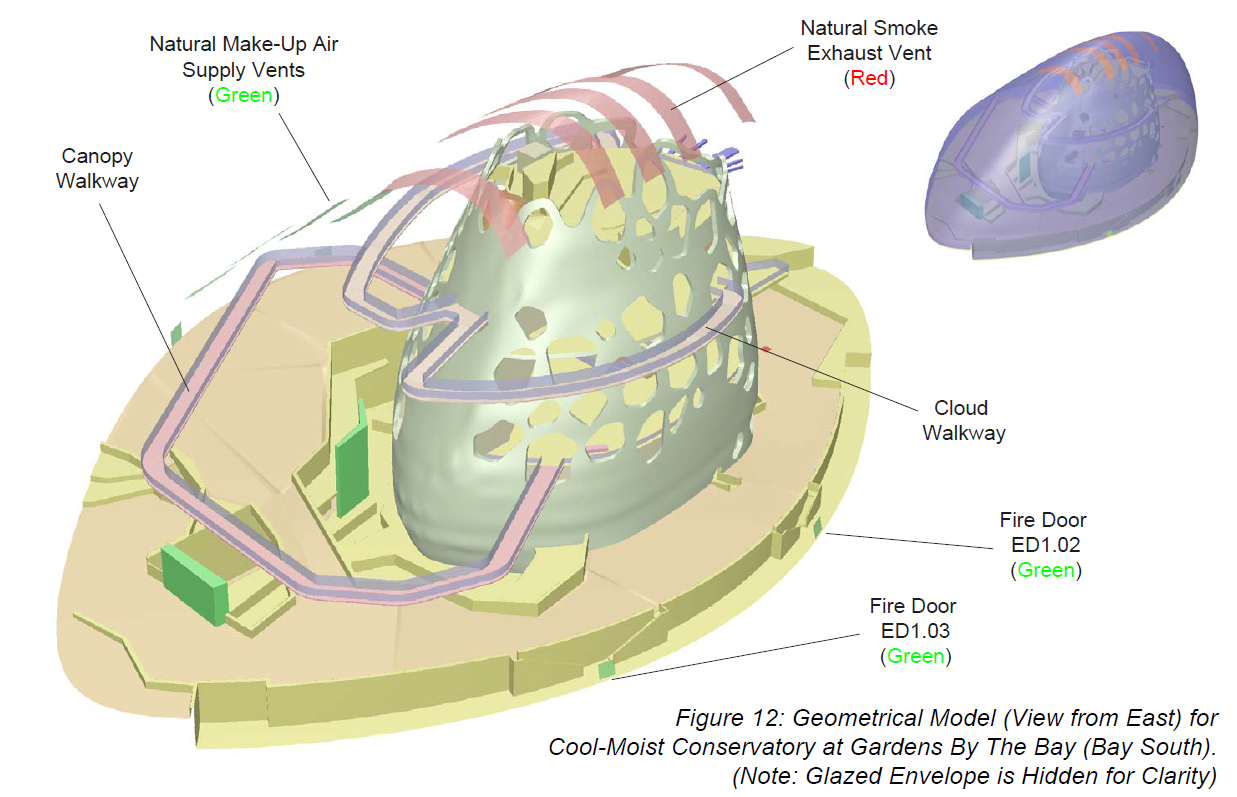 Natural Make-Up Air
Supply Vents
(Green)
Natural Smoke
Exhaust Vent
(Red)
Canopy
Walkway
Cloud
Walkway
Fire Door
ED1.02
(Green)
Fire Door
ED1.03
(Green)
Figure 12: Geometrical Model (View from East) for
Cool-Moist Conservatory at Gardens By The Bay (Bay South).
(Note: Glazed Envelope is Hidden for Clarity)